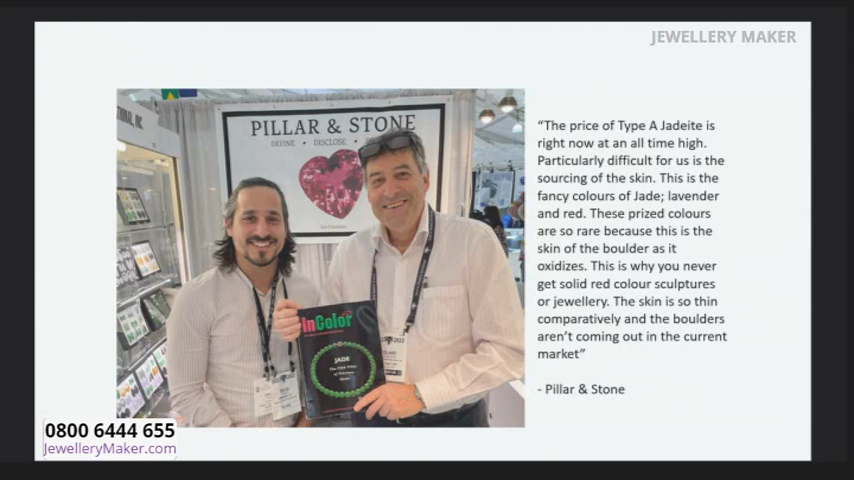 JEWELLERY MAKER
PILLAR & STONE
DEFINE • DISCLOSE •
"The price of Type A Jadeite is
right now at an all time high.
Particularly difficult for us is the
sourcing of the skin. This is the
fancy colours of Jade; lavender
and red. These prized colours
are so rare because this is the
skin of the boulder as it
oxidizes. This is why you never
get solid red colour sculptures
or jewellery. The skin is so thin
comparatively and the boulders
aren't coming out in the current
market"
- Pillar & Stone
InColor
JADE
0800 6444 655
JewelleryMaker.com